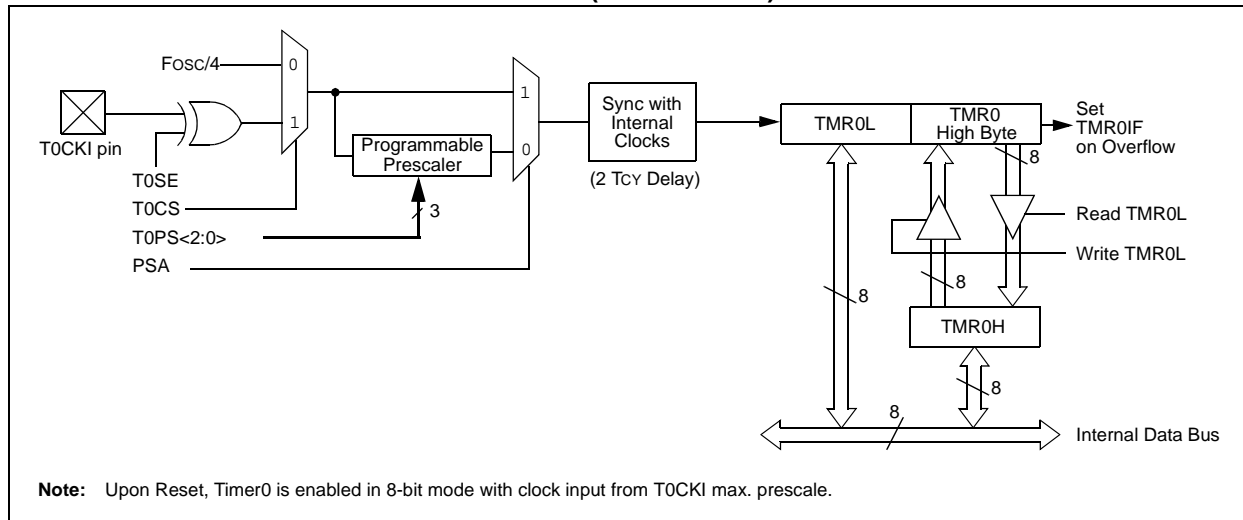 Fosc/4
0
1
T0CKI pin
T0SE
T0CS
T0PS<2:0>
PSA
Programmable
Prescaler
3
1
0
Sync with
Internal
Clocks
(2 TCY Delay)
TMR0L
TMR0
High Byte
Set
TMR0IF
on Overflow
8
Read TMR0L
Write TMR0L
8
8
TMR0H
8
8
Internal Data Bus
Note: Upon Reset, Timer0 is enabled in 8-bit mode with clock input from T0CKI max. prescale.